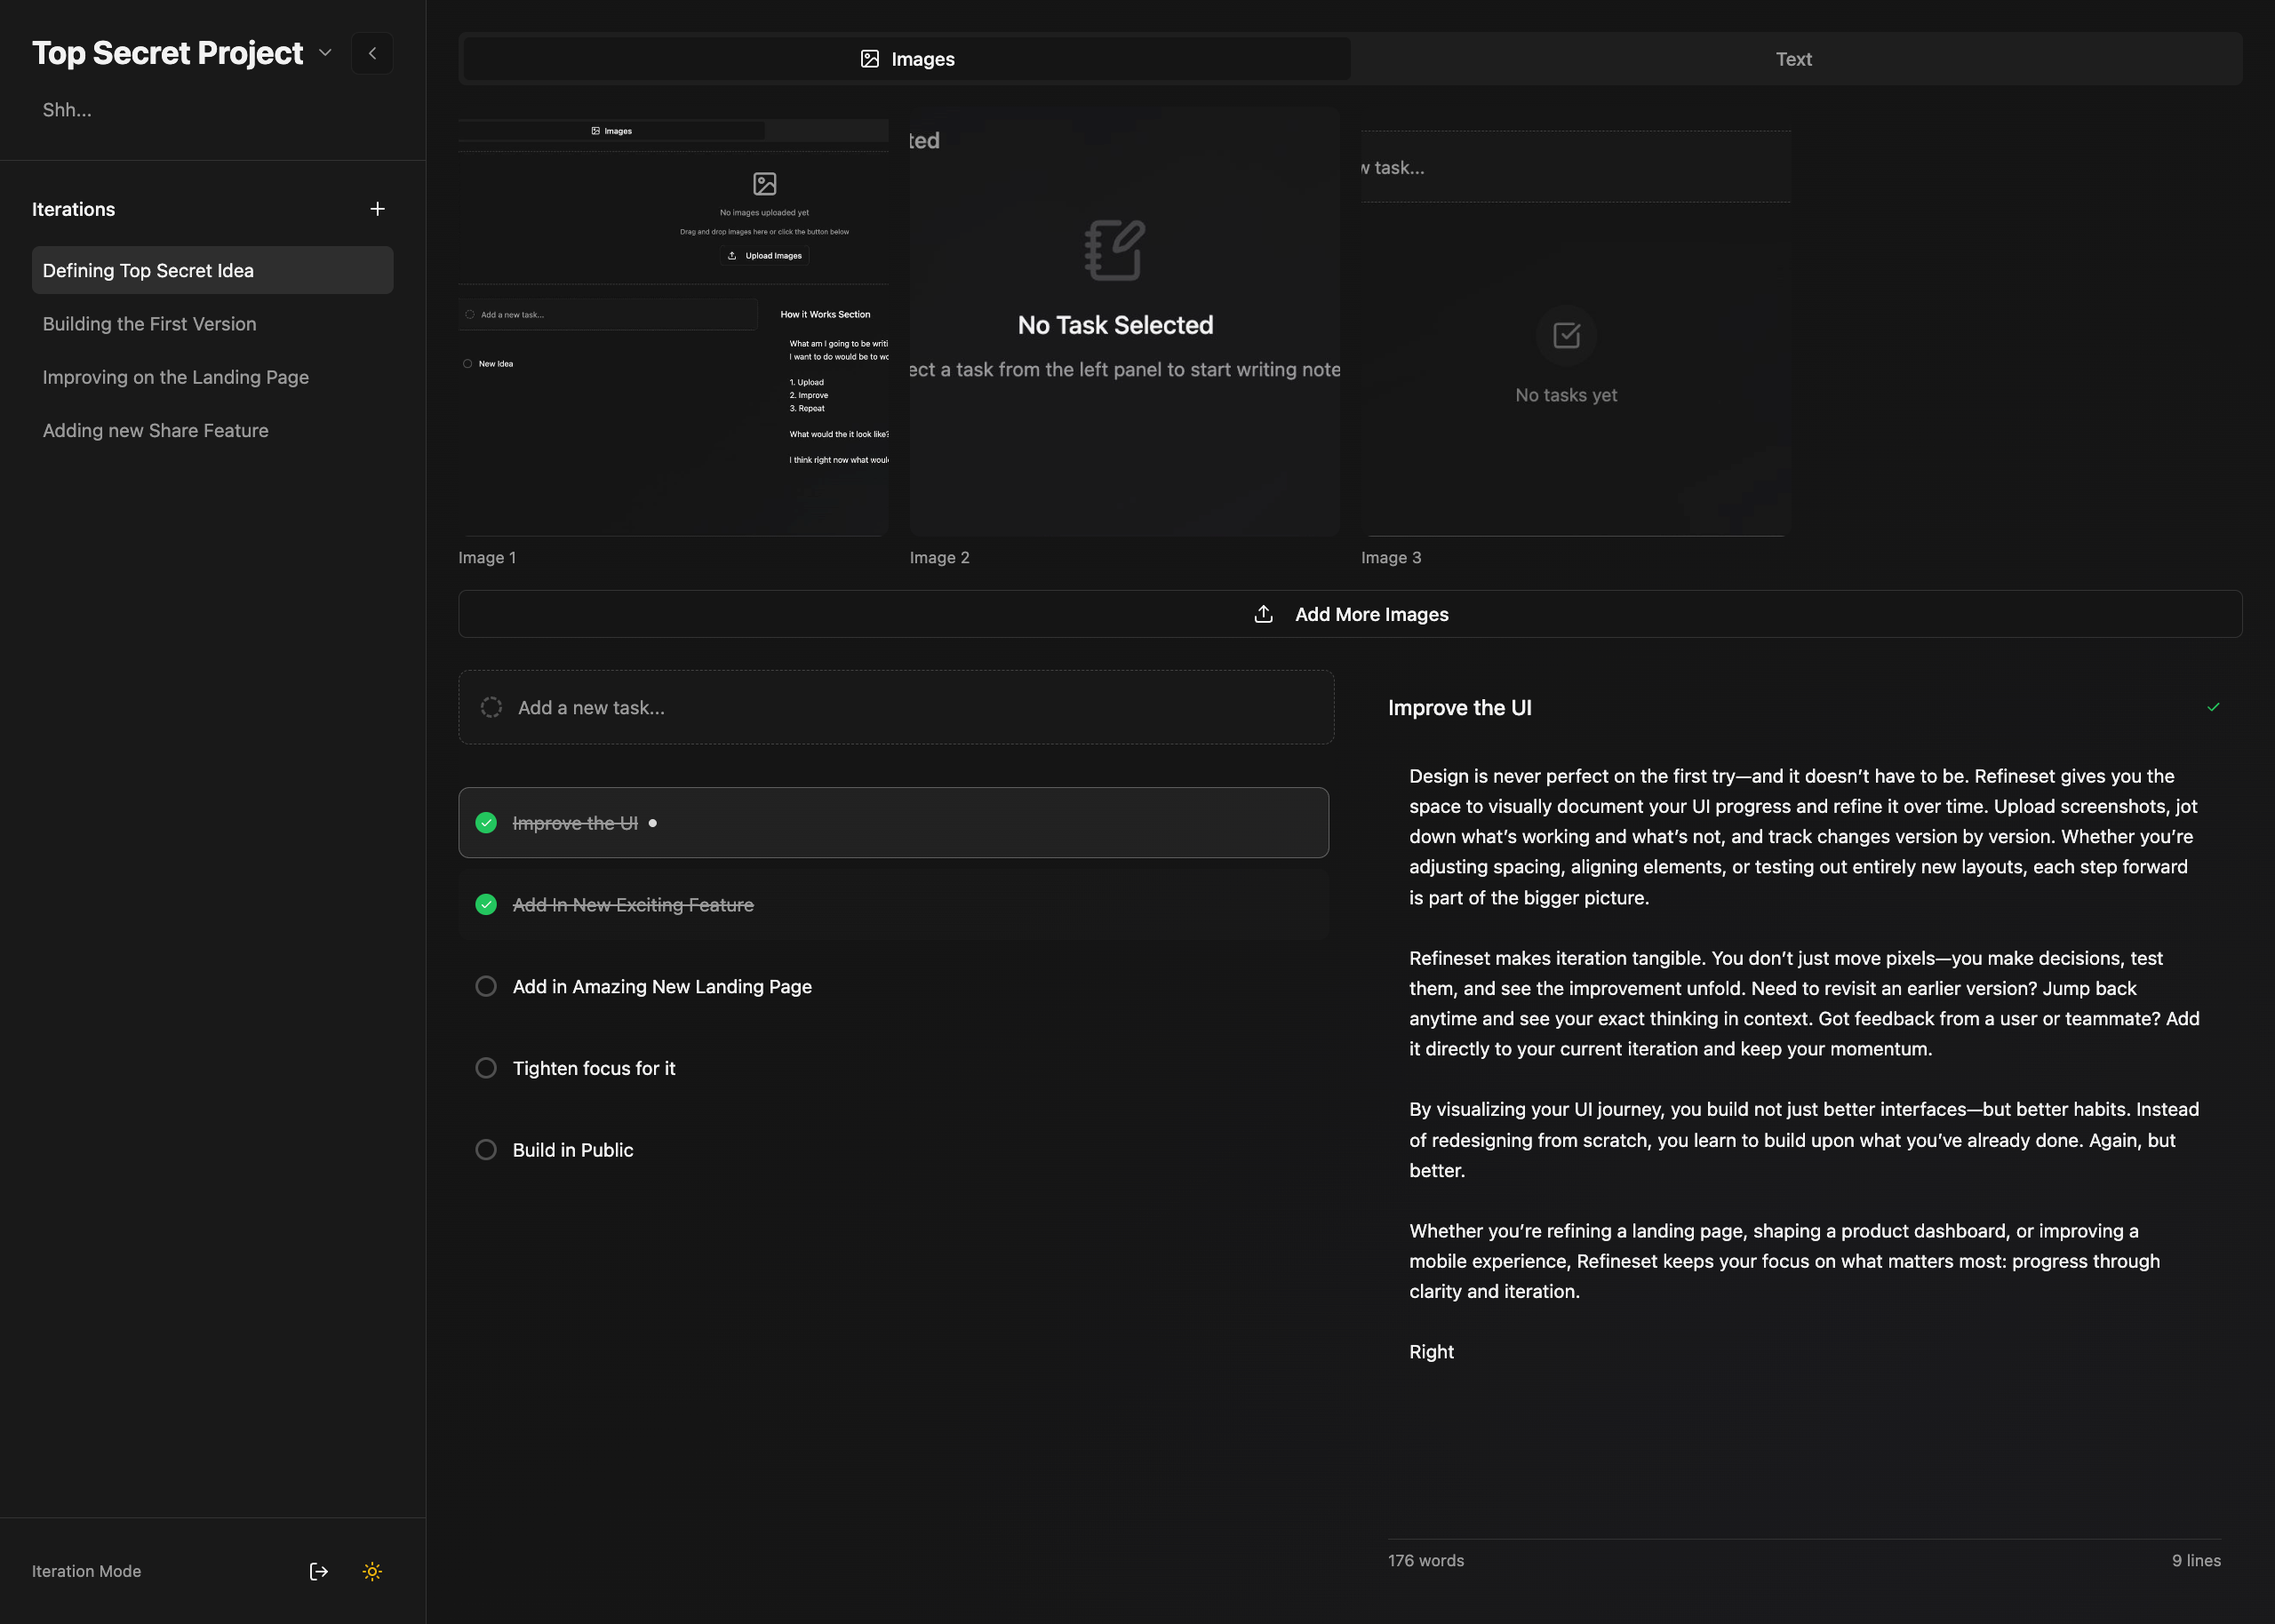 Top Secret Project
Shh...
Iterations
Defining Top Secret Idea
Building the First Version
Improving on the Landing Page
Adding new Share Feature
Iteration Mode
Images
Text
Images
No images uploaded yet
Drag and drop images here or click the button below
Upload Images
Add a new task...
New Idea
How it Works Section
What am I going to be writi
I want to do would be to wo
1. Upload
2. Improve
3. Repeat
What would the it look like?
I think right now what woul
Image 1
ted
No Task Selected
ect a task from the left panel to start writing note
Image 2
w task...
No tasks yet
Image 3
Add More Images
Add a new task...
Improve the UI
Add In New Exciting Feature
Add in Amazing New Landing Page
Tighten focus for it
Build in Public
Improve the UI
Design is never perfect on the first try—and it doesn’t have to be. Refineset gives you the
space to visually document your UI progress and refine it over time. Upload screenshots, jot
down what’s working and what’s not, and track changes version by version. Whether you’re
adjusting spacing, aligning elements, or testing out entirely new layouts, each step forward
is part of the bigger picture.
Refineset makes iteration tangible. You don’t just move pixels—you make decisions, test
them, and see the improvement unfold. Need to revisit an earlier version? Jump back
anytime and see your exact thinking in context. Got feedback from a user or teammate? Add
it directly to your current iteration and keep your momentum.
By visualizing your UI journey, you build not just better interfaces—but better habits. Instead
of redesigning from scratch, you learn to build upon what you’ve already done. Again, but
better.
Whether you’re refining a landing page, shaping a product dashboard, or improving a
mobile experience, Refineset keeps your focus on what matters most: progress through
clarity and iteration.
Right
176 words
9 lines